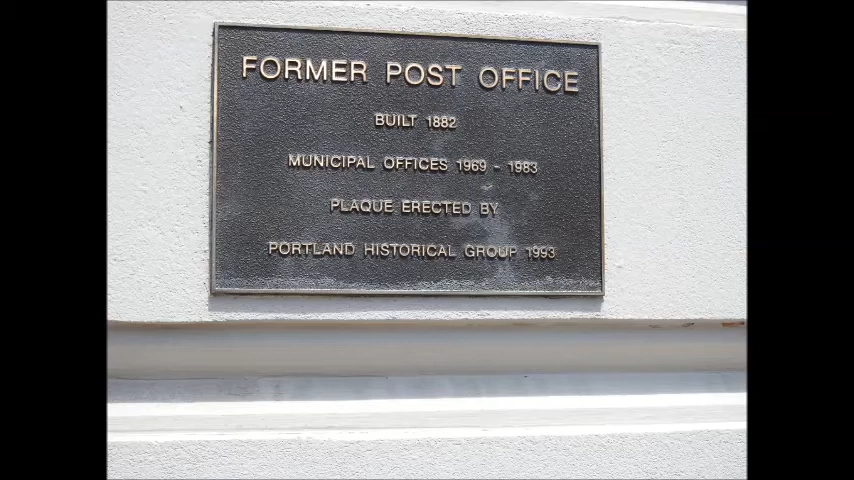 FORMER POST OFFICE
BUILT 1882
MUNICIPAL OFFICES 1969 - 1983
PLAQUE ERECTED BY
PORTLAND HISTORICAL GROUP 1993